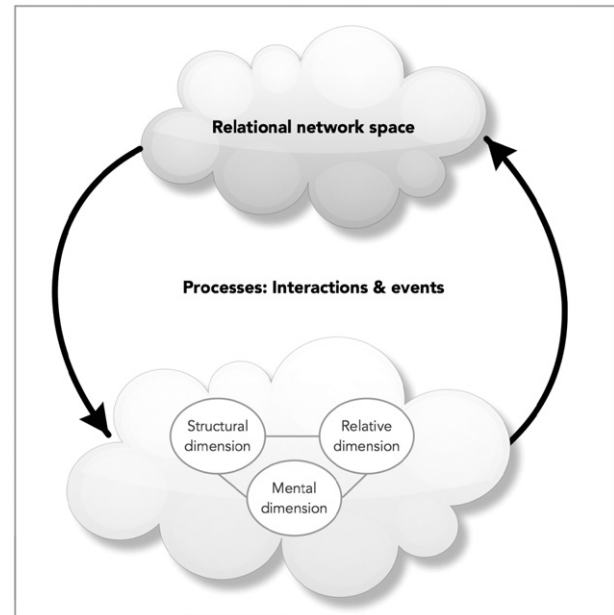 Relational network space
Processes: Interactions & events
Structural
dimension
Relative
dimension
Mental
dimension